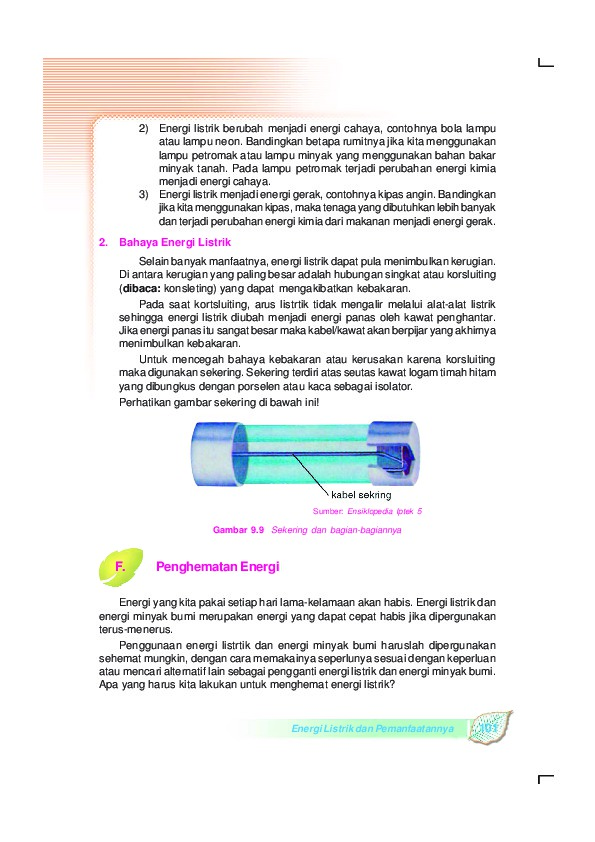 2) Energi listrik berubah menjadi energi cahaya, contohnya bola lampu
atau lampu neon. Bandingkan betapa rumitnya jika kita menggunakan
lampu petromak atau lampu minyak yang menggunakan bahan bakar
minyak tanah. Pada lampu petromak terjadi perubahan energi kimia
menjadi energi cahaya.
3) Energi listrik menjadi energi gerak, contohnya kipas angin. Bandingkan
jika kita menggunakan kipas, maka tenaga yang dibutuhkan lebih banyak
dan terjadi perubahan energi kimia dari makanan menjadi energi gerak.
2. Bahaya Energi Listrik
Selain banyak manfaatnya, energi listrik dapat pula menimbulkan kerugian.
Di antara kerugian yang paling besar adalah hubungan singkat atau korsluiting
(dibaca: konsleting) yang dapat mengakibatkan kebakaran.
Pada saat kortsluiting, arus listrtik tidak mengalir melalui alat-alat listrik
sehingga energi listrik diubah menjadi energi panas oleh kawat penghantar.
Jika energi panas itu sangat besar maka kabel/kawat akan berpijar yang akhirnya
menimbulkan kebakaran.
Untuk mencegah bahaya kebakaran atau kerusakan karena korsluiting
maka digunakan sekering. Sekering terdiri atas seutas kawat logam timah hitam
yang dibungkus dengan porselen atau kaca sebagai isolator.
Perhatikan gambar sekering di bawah ini!
kabel sekring
Sumber: Ensiklopedia Iptek 5
Gambar 9.9 Sekering dan bagian-bagiannya
F. Penghematan Energi
Energi yang kita pakai setiap hari lama-kelamaan akan habis. Energi listrik dan
energi minyak bumi merupakan energi yang dapat cepat habis jika dipergunakan
terus-menerus.
Penggunaan energi listrtik dan energi minyak bumi haruslah dipergunakan
sehemat mungkin, dengan cara memakainya seperlunya sesuai dengan keperluan
atau mencari alternatif lain sebagai pengganti energi listrik dan energi minyak bumi.
Apa yang harus kita lakukan untuk menghemat energi listrik?
Energi Listrik dan Pemantaatannya 101